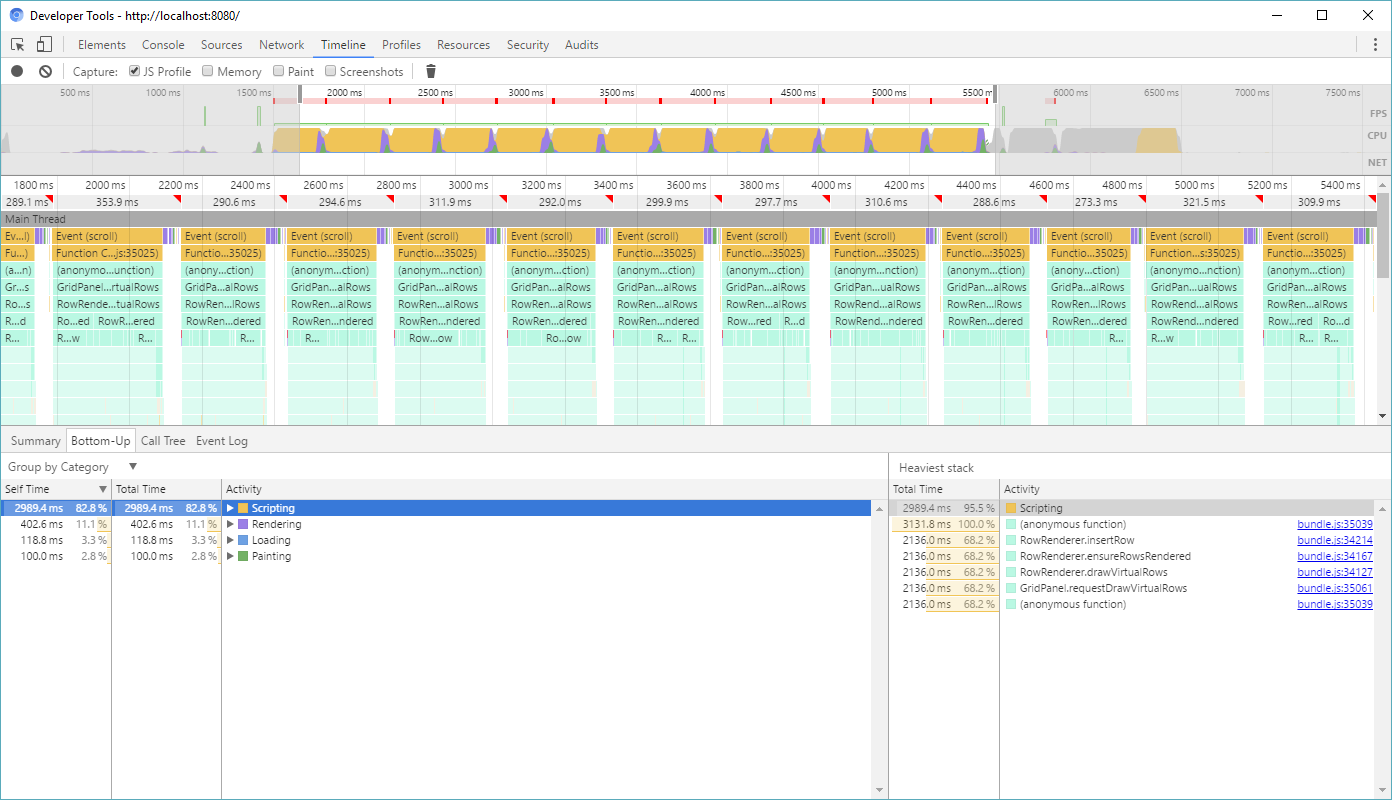 Developer Tools - http://localhost:8080/
Elements Console Sources Network Timeline Profiles Resources Security Audits
Capture: JS Profile Memory Paint Screenshots
500 ms 1000 ms 1500 ms 2000 ms 2500 ms 3000 ms 3500 ms 4000 ms 4500 ms 5000 ms 5500 m 6000 ms 6500 ms 7000 ms 7500 ms
FPS
CPU
NET
1800 ms 2000 ms 2200 ms 2400 ms 2600 ms 2800 ms 3000 ms 3200 ms 3400 ms 3600 ms 3800 ms 4000 ms 4200 ms 4400 ms 4600 ms 4800 ms 5000 ms 5200 ms 5400 ms
289.1 ms 353.9 ms 290.6 ms 294.6 ms 311.9 ms 292.0 ms 299.9 ms 297.7 ms 310.6 ms 288.6 ms 273.3 ms 321.5 ms 309.9 ms
Main Thread
Ev...l) Event (scroll) Event (scroll) Event (scroll) Event (scroll) Event (scroll) Event (scroll) Event (scroll) Event (scroll) Event (scroll) Event (scroll) Event (scroll) Event (scroll)
Fu...) Function C...js:35025) Functio...:35025) Functio...:35025) Functio...:35025) Functio...:35025) Functio...:35025) Functio...:35025) Function...:35025) Functio...:35025) Functio...:35025) Function...s:35025) Functio...:35025)
(a...n) (anonymo...unction) (anony...ction) (anonym...ction) (anonym...nction) (anonym...ction) (anonym...ction) (anonym...ction) (anonym...nction) (anonym...ction) (anony...ction) (anonym...nction) (anonym...ction)
Gr...s GridPanel...rtualRows GridPa...ualRows GridPan...alRows GridPan...ualRows GridPan...alRows GridPan...alRows GridPan...alRows GridPan...ualRows GridPan...alRows GridPa...alRows GridPan...ualRows GridPan...alRows
Ro...s RowRende...tualRows RowRen...lRows RowRen...alRows RowRen...ualRows RowRen...alRows RowRen...alRows RowRen...alRows RowRend...alRows RowRen...lRows RowRen...lRows RowRend...ualRows RowRen...alRows
R...d Ro...ed RowR...ered RowRen...dered RowRen...ndered RowRen...ndered RowRen...ndered RowRen...ndered Row...red R...d RowRend...ndered RowRen...dered RowRen...dered RowRend...ndered Row...red Ro...d
R... R...w R... R... R... Row...ow Ro...ow R... R... R... R...w R... R...
Summary Bottom-Up Call Tree Event Log
Group by Category ▼
Self Time ▼ Total Time Activity
2989.4 ms 82.8 % 2989.4 ms 82.8 % Scripting
402.6 ms 11.1 % 402.6 ms 11.1 % Rendering
118.8 ms 3.3 % 118.8 ms 3.3 % Loading
100.0 ms 2.8 % 100.0 ms 2.8 % Painting
Heaviest stack
Total Time Activity
2989.4 ms 95.5 % Scripting
3131.8 ms 100.0 % (anonymous function) bundle.js:35039
2136.0 ms 68.2 % RowRenderer.insertRow bundle.js:34214
2136.0 ms 68.2 % RowRenderer.ensureRowsRendered bundle.js:34167
2136.0 ms 68.2 % RowRenderer.drawVirtualRows bundle.js:34127
2136.0 ms 68.2 % GridPanel.requestDrawVirtualRows bundle.js:35061
2136.0 ms 68.2 % (anonymous function) bundle.js:35039